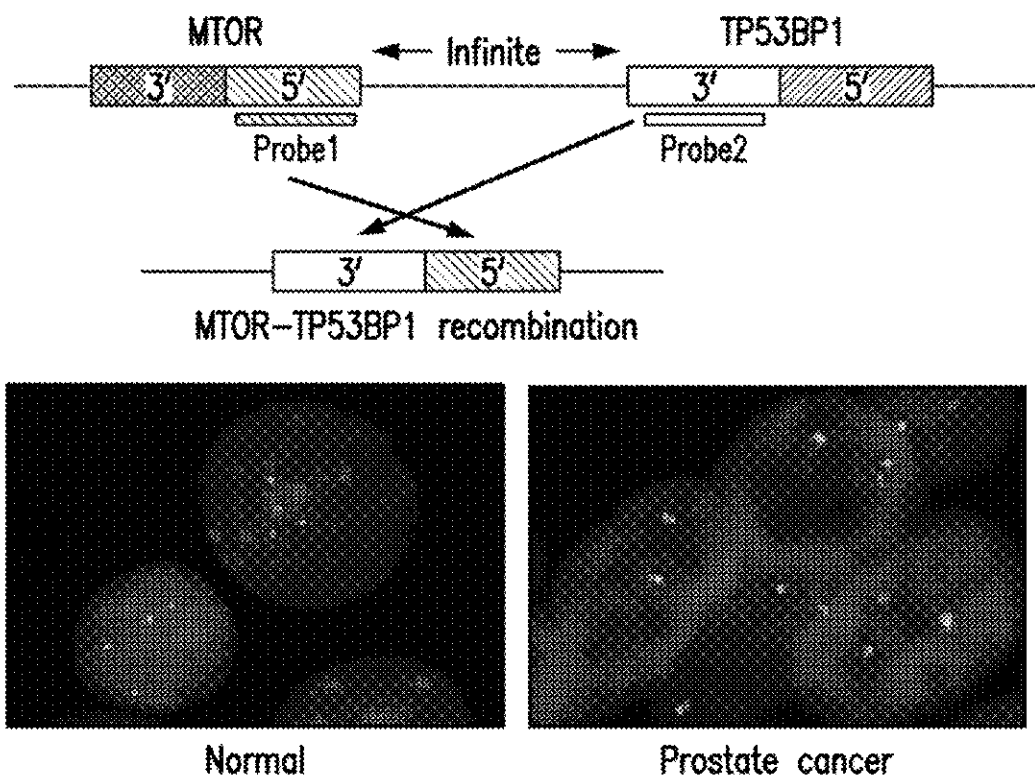 MTOR Infinite TP53BP1
3' 5' 3' 5'
Probe1 Probe2
3' 5'
MTOR-TP53BP1 recombination
Normal Prostate cancer